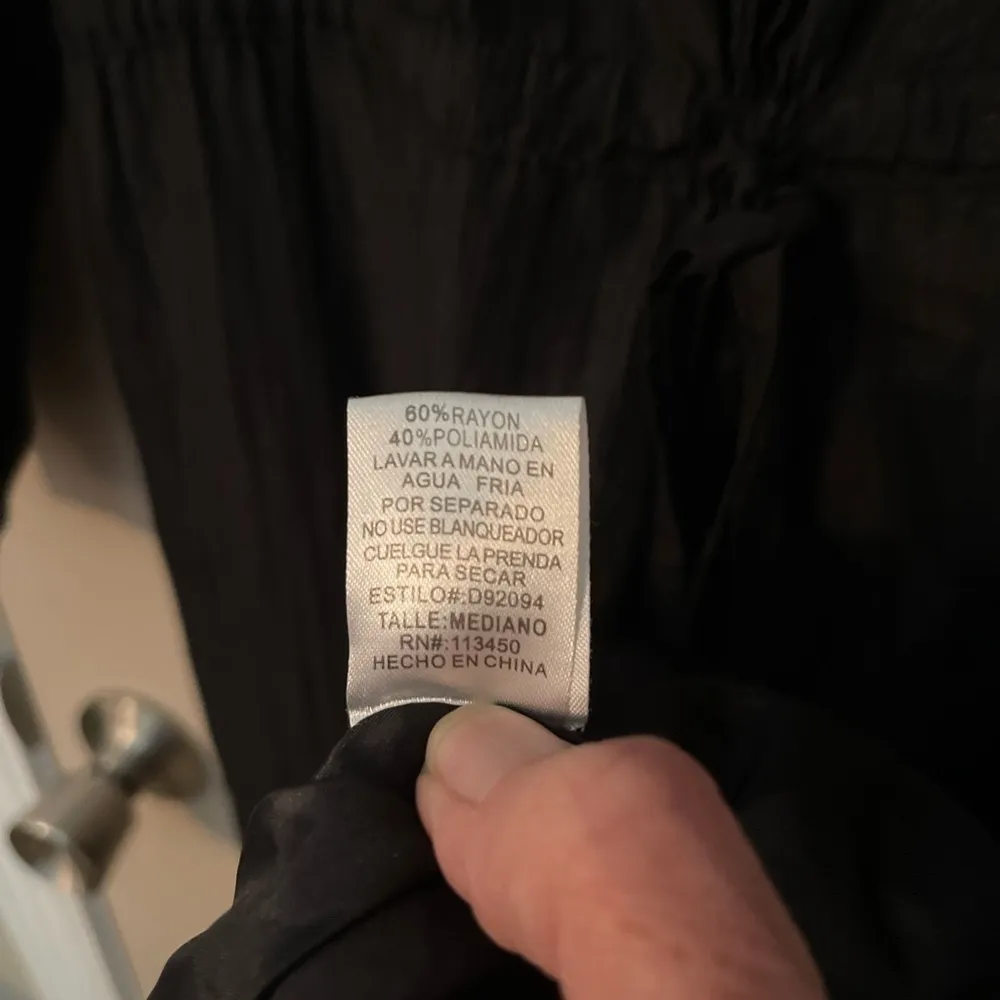 60%RAYON
40%POLIAMIDA
LAVAR A MANO EN
AGUA FRIA
POR SEPARADO
NO USE BLANQUEADOR
CUELGUE LA PRENDA
PARA SECAR
ESTILO#:D92094
TALLE:MEDIANO
RN#:113450
HECHO EN CHINA